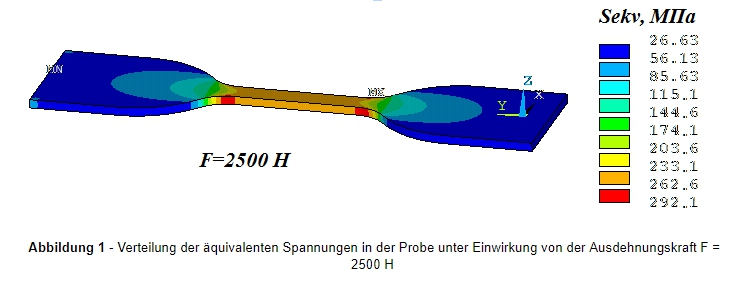 Sekv, МПа
26.63
56.13
85.63
115.1
144.6
174.1
203.6
233.1
262.6
292.1
MN
MX
Z
X
Y
F=2500 Н
Abbildung 1 - Verteilung der äquivalenten Spannungen in der Probe unter Einwirkung von der Ausdehnungskraft F =
2500 Н